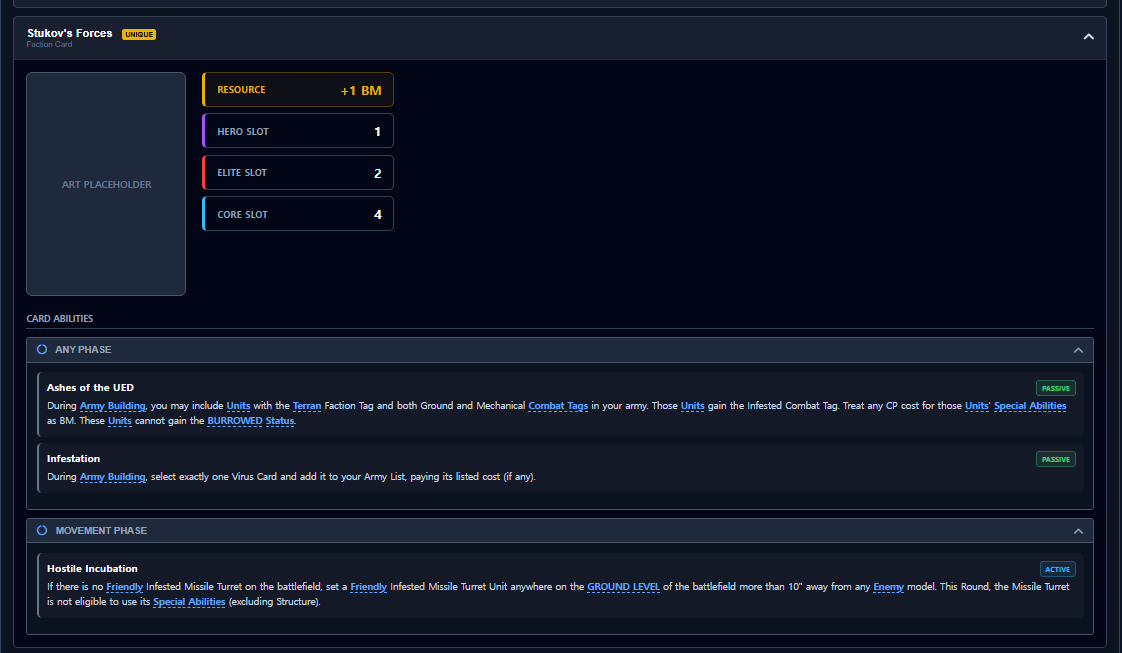 Stukov's Forces UNIQUE
Faction Card
ART PLACEHOLDER
RESOURCE +1 BM
HERO SLOT 1
ELITE SLOT 2
CORE SLOT 4
CARD ABILITIES
ANY PHASE
Ashes of the UED PASSIVE
During Army Building, you may include Units with the Terran Faction Tag and both Ground and Mechanical Combat Tags in your army. Those Units gain the Infested Combat Tag. Treat any CP cost for those Units' Special Abilities
as BM. These Units cannot gain the BURROWED Status.
Infestation PASSIVE
During Army Building, select exactly one Virus Card and add it to your Army List, paying its listed cost (if any).
MOVEMENT PHASE
Hostile Incubation ACTIVE
If there is no Friendly Infested Missile Turret on the battlefield, set a Friendly Infested Missile Turret Unit anywhere on the GROUND LEVEL of the battlefield more than 10" away from any Enemy model. This Round, the Missile Turret
is not eligible to use its Special Abilities (excluding Structure).